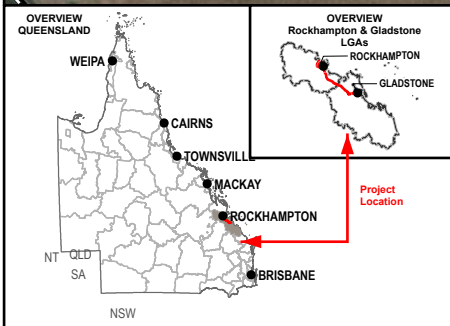 OVERVIEW
QUEENSLAND
WEIPA
CAIRNS
TOWNSVILLE
MACKAY
ROCKHAMPTON
BRISBANE
NT
QLD
SA
NSW
OVERVIEW
Rockhampton & Gladstone
LGAs
ROCKHAMPTON
GLADSTONE
Project
Location